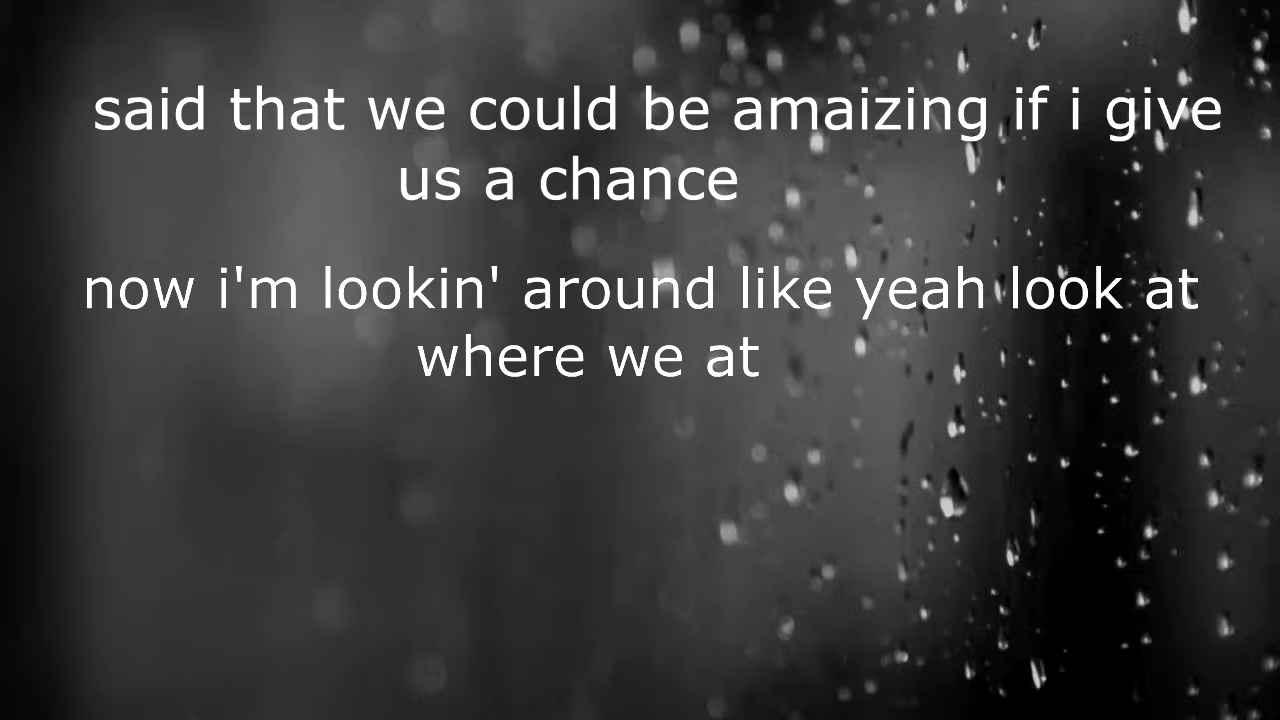 said that we could be amaizing if i give
us a chance
now i'm lookin' around like yeah look at
where we at